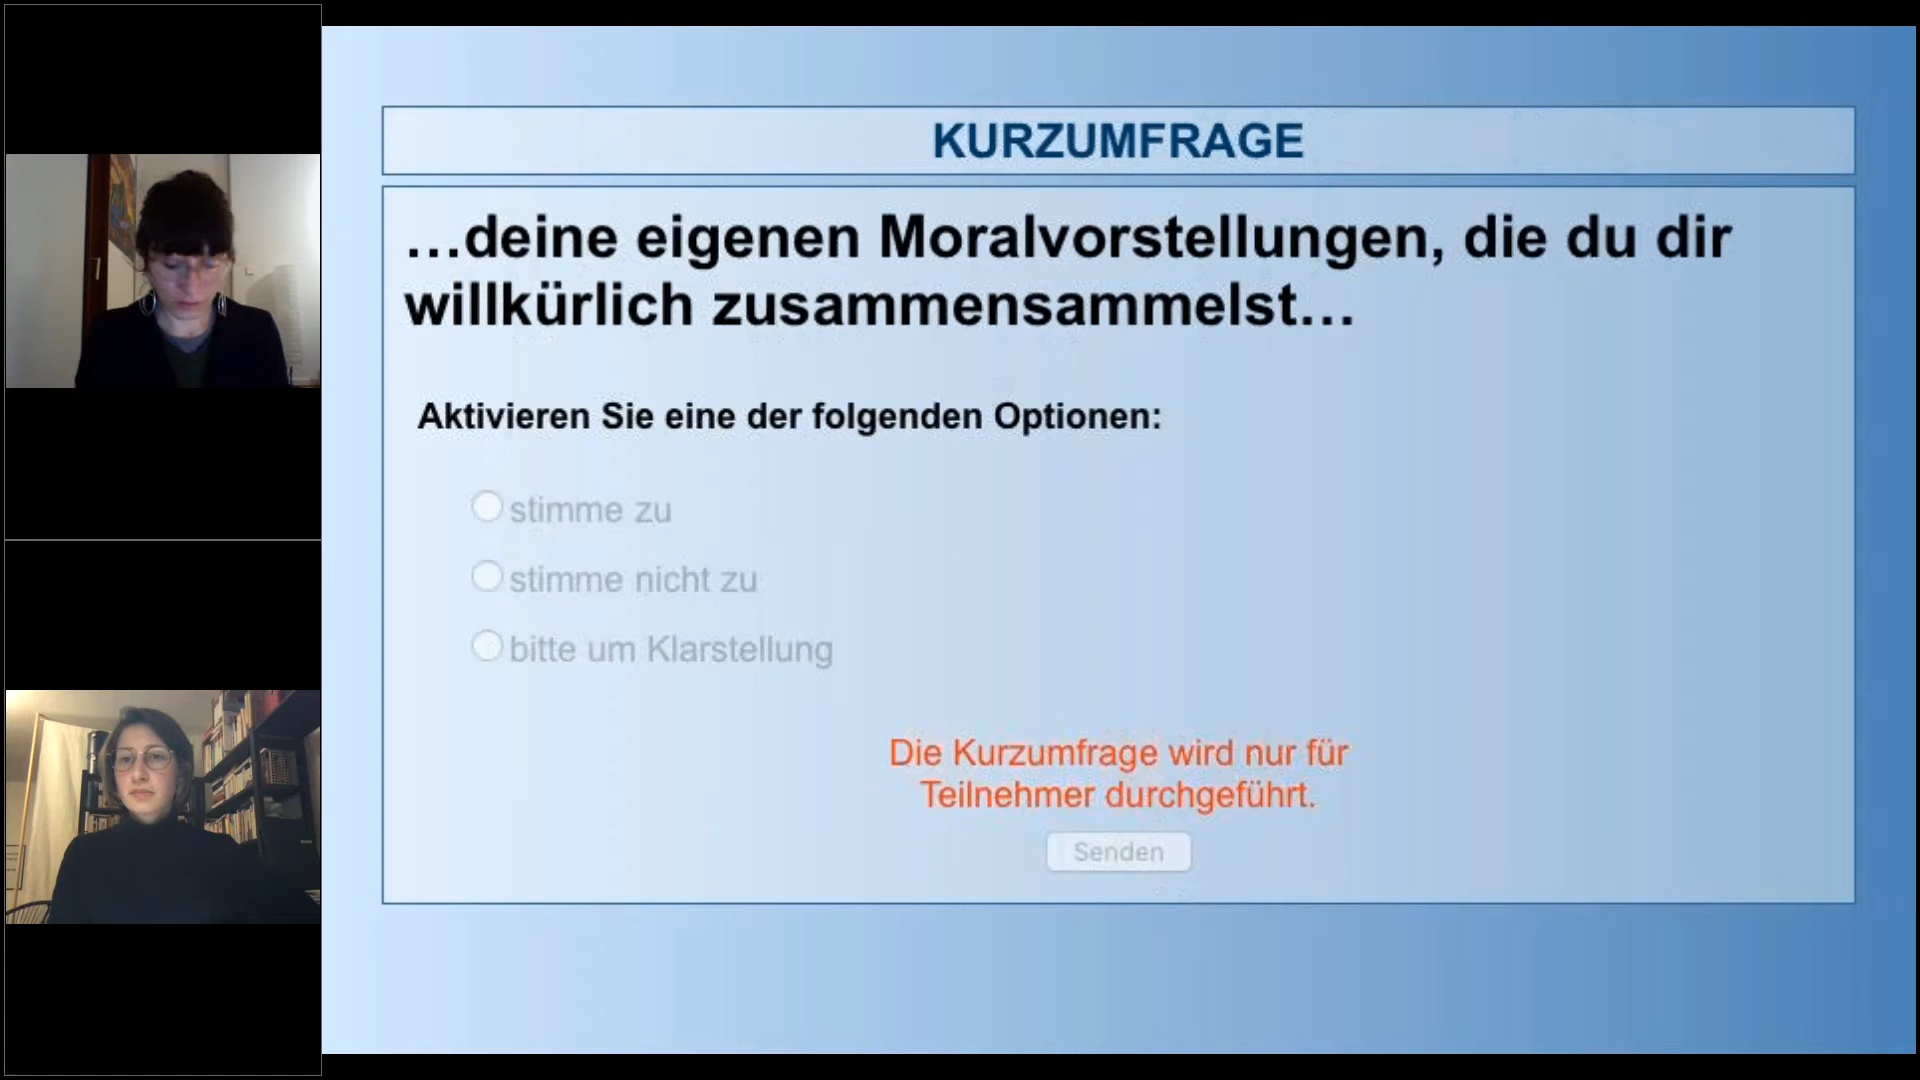 KURZUMFRAGE
…deine eigenen Moralvorstellungen, die du dir
willkürlich zusammensammelst…
Aktivieren Sie eine der folgenden Optionen:
stimme zu
stimme nicht zu
bitte um Klarstellung
Die Kurzumfrage wird nur für
Teilnehmer durchgeführt.
Senden